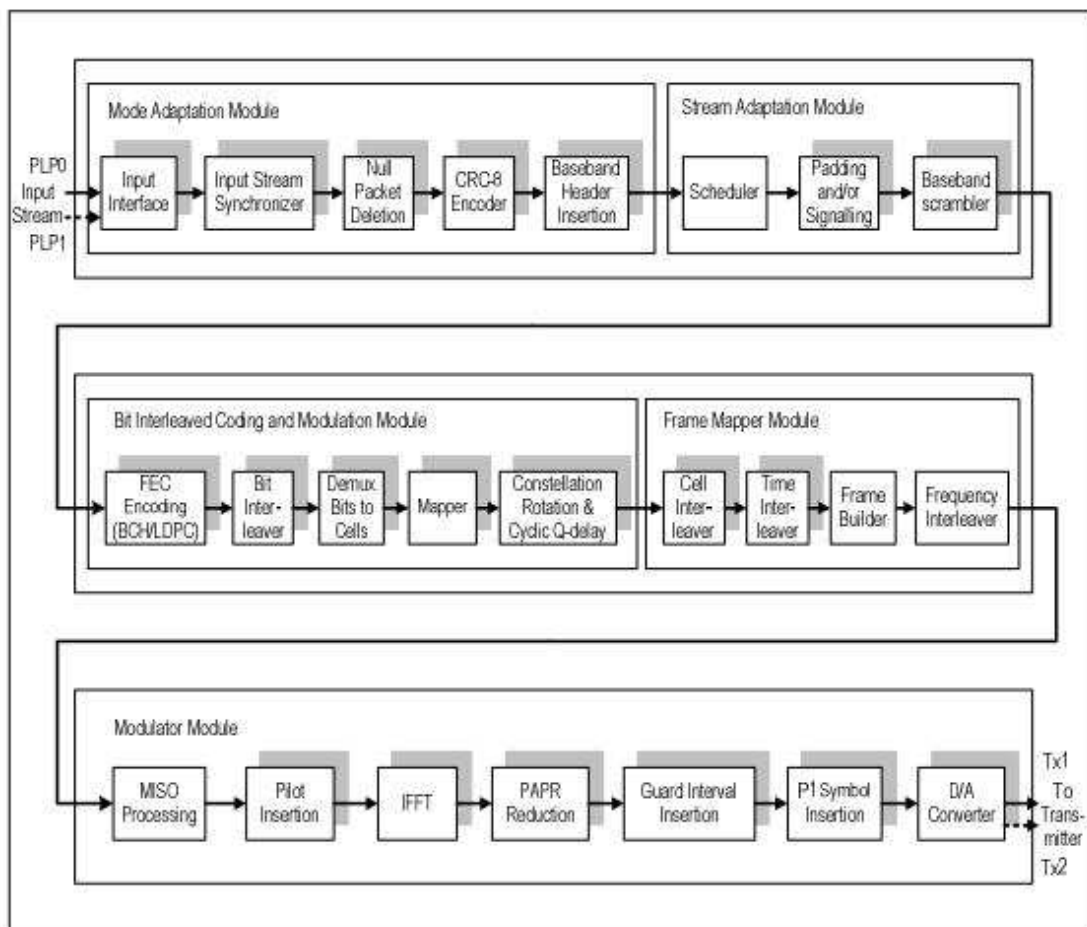 Mode Adaptation Module
Stream Adaptation Module
PLP0
Input
Stream
PLP1
Input
Interface
Input Stream
Synchronizer
Null
Packet
Deletion
CRC-8
Encoder
Baseband
Header
Insertion
Scheduler
Padding
and/or
Signalling
Baseband
scrambler
Bit Interleaved Coding and Modulation Module
Frame Mapper Module
FEC
Encoding
(BCH/LDPC)
Bit
Inter-
leaver
Demux
Bits to
Cells
Mapper
Constellation
Rotation &
Cyclic Q-delay
Cell
Inter-
leaver
Time
Inter-
leaver
Frame
Builder
Frequency
Interleaver
Modulator Module
MISO
Processing
Pilot
Insertion
IFFT
PAPR
Reduction
Guard Interval
Insertion
P1 Symbol
Insertion
D/A
Converter
Tx1
To
Trans-
mitter
Tx2